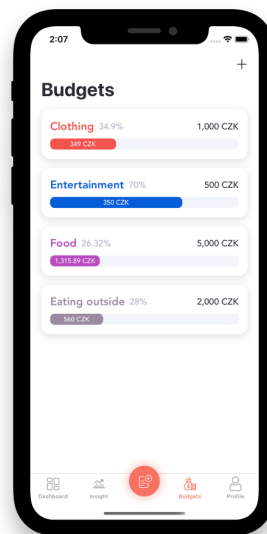 2:07
Budgets
Clothing 34.9% 1,000 CZK
349 CZK
Entertainment 70% 500 CZK
350 CZK
Food 26.32% 5,000 CZK
1,315.89 CZK
Eating outside 28% 2,000 CZK
560 CZK
Dashboard Insight Budgets Profile